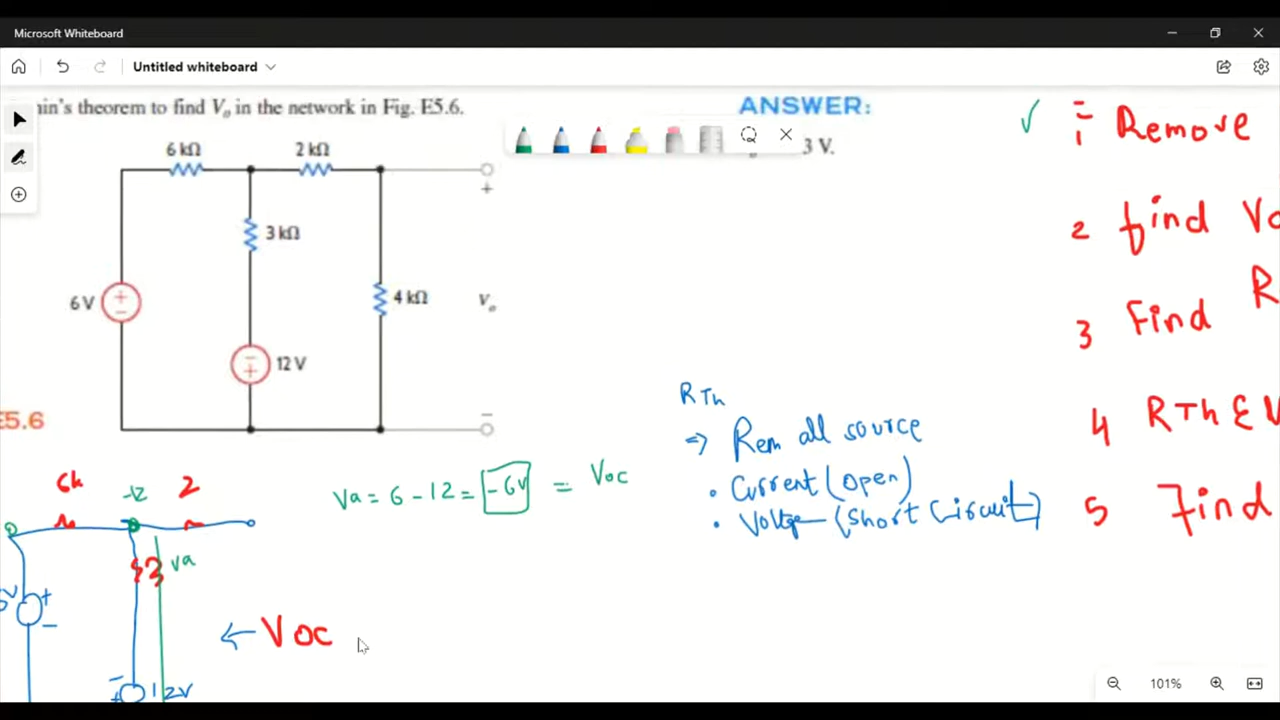 Microsoft Whiteboard
Untitled whiteboard
nin's theorem to find Vo in the network in Fig. E5.6.
ANSWER:
3 V.
6 kΩ
2 kΩ
3 kΩ
6 V
4 kΩ
Vo
12 V
E5.6
✓ 1 Remove
2 find Vo
3 Find R
4 RTh & V
5 Find
RTh
⇒ Rem all source
• Current (open)
• Voltge (short circuit)
Va = 6 - 12 = -6v = Voc
6k
-12
2
3
Va
V
+
-
← Voc
-
+
12V
101%